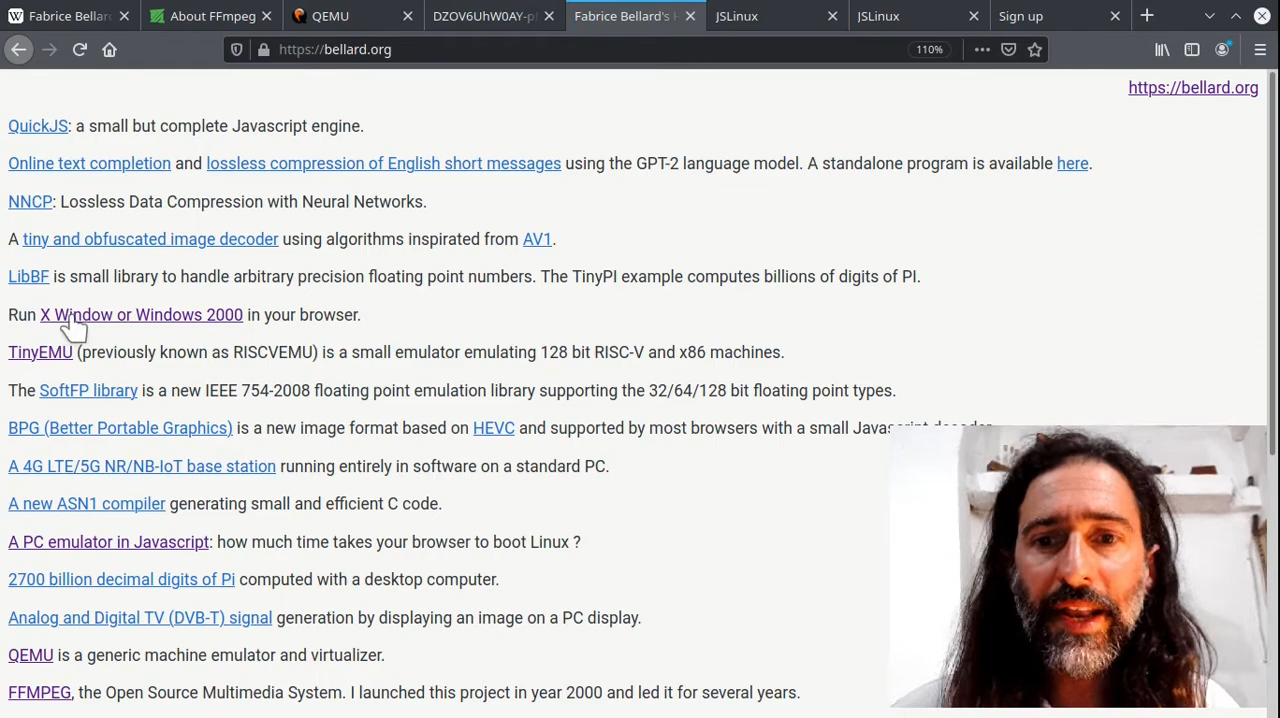 Fabrice Bellard
About FFmpeg
QEMU
DZOV6UhW0AY-p
Fabrice Bellard's H
JSLinux
JSLinux
Sign up
https://bellard.org
110%
https://bellard.org
QuickJS: a small but complete Javascript engine.
Online text completion and lossless compression of English short messages using the GPT-2 language model. A standalone program is available here.
NNCP: Lossless Data Compression with Neural Networks.
A tiny and obfuscated image decoder using algorithms inspirated from AV1.
LibBF is small library to handle arbitrary precision floating point numbers. The TinyPI example computes billions of digits of PI.
Run X Window or Windows 2000 in your browser.
TinyEMU (previously known as RISCVEMU) is a small emulator emulating 128 bit RISC-V and x86 machines.
The SoftFP library is a new IEEE 754-2008 floating point emulation library supporting the 32/64/128 bit floating point types.
BPG (Better Portable Graphics) is a new image format based on HEVC and supported by most browsers with a small Javascript decoder.
A 4G LTE/5G NR/NB-IoT base station running entirely in software on a standard PC.
A new ASN1 compiler generating small and efficient C code.
A PC emulator in Javascript: how much time takes your browser to boot Linux ?
2700 billion decimal digits of Pi computed with a desktop computer.
Analog and Digital TV (DVB-T) signal generation by displaying an image on a PC display.
QEMU is a generic machine emulator and virtualizer.
FFMPEG, the Open Source Multimedia System. I launched this project in year 2000 and led it for several years.